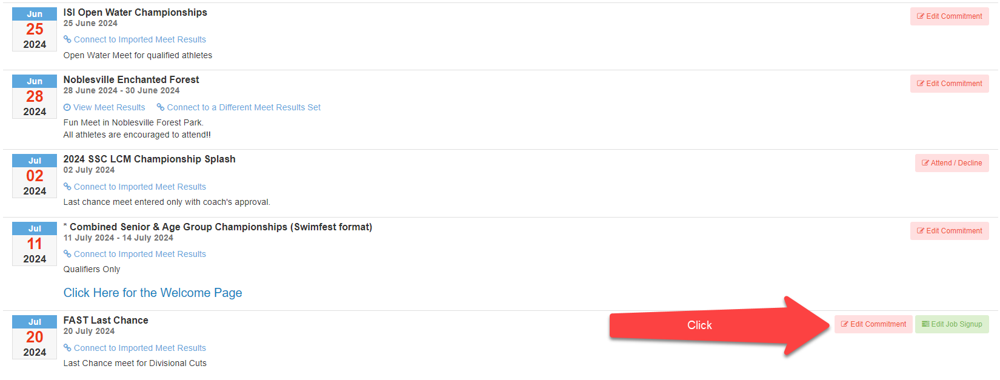 Jun
25
2024
ISI Open Water Championships
25 June 2024
Connect to Imported Meet Results
Open Water Meet for qualified athletes
Edit Commitment
Jun
28
2024
Noblesville Enchanted Forest
28 June 2024 - 30 June 2024
View Meet Results Connect to a Different Meet Results Set
Fun Meet in Noblesville Forest Park.
All athletes are encouraged to attend!!
Edit Commitment
Jul
02
2024
2024 SSC LCM Championship Splash
02 July 2024
Connect to Imported Meet Results
Last chance meet entered only with coach's approval.
Attend / Decline
Jul
11
2024
* Combined Senior & Age Group Championships (Swimfest format)
11 July 2024 - 14 July 2024
Connect to Imported Meet Results
Qualifiers Only
Click Here for the Welcome Page
Edit Commitment
Jul
20
2024
FAST Last Chance
20 July 2024
Connect to Imported Meet Results
Last Chance meet for Divisional Cuts
Click
Edit Commitment Edit Job Signup